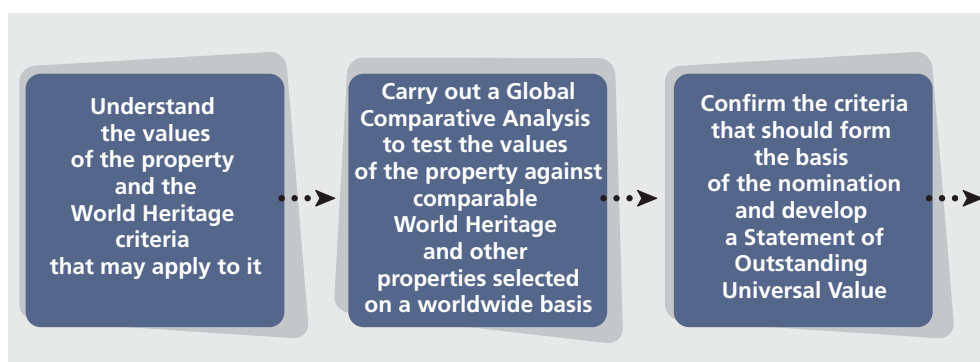 Understand
the values
of the property
and the
World Heritage
criteria
that may apply to it
Carry out a Global
Comparative Analysis
to test the values
of the property against
comparable
World Heritage
and other
properties selected
on a worldwide basis
Confirm the criteria
that should form
the basis
of the nomination
and develop
a Statement of
Outstanding
Universal Value